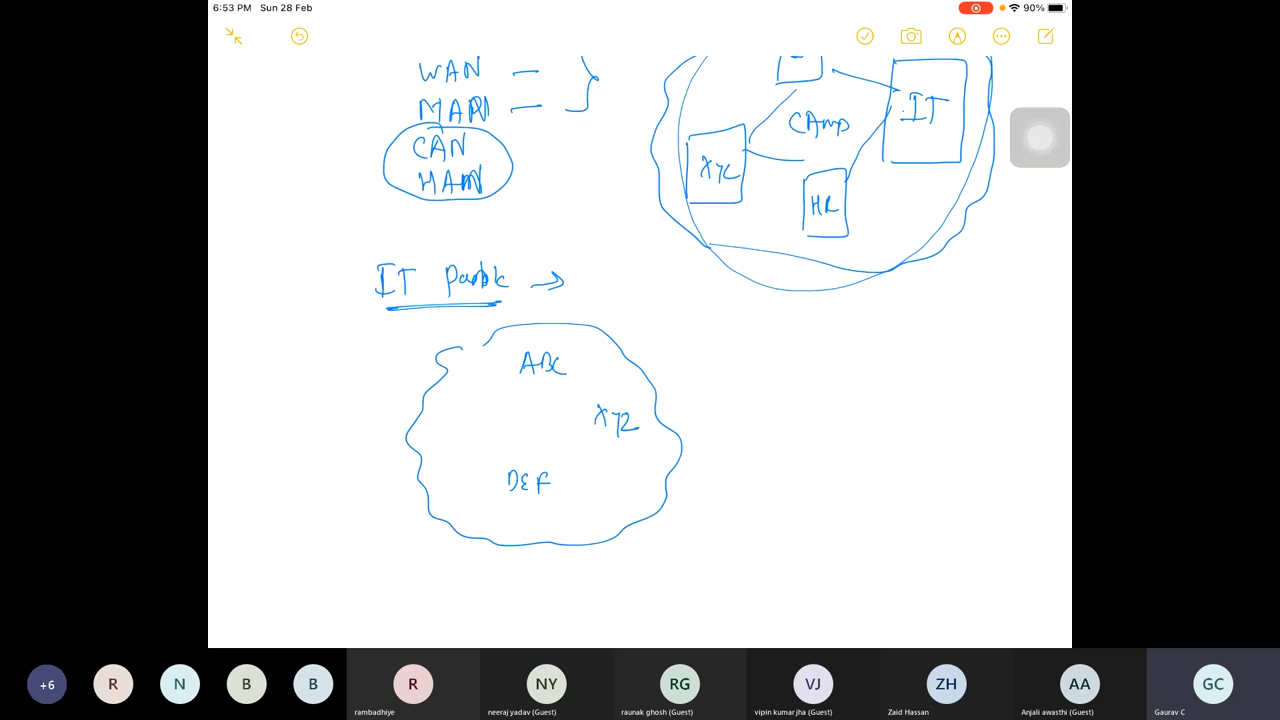 6:53 PM Sun 28 Feb
90%
WAN —
MAN —
CAN
HAN
CAmp
IT
XYZ
HR
IT Park →
ABC
XYZ
DEF
+6
R
N
B
B
R
NY
RG
VJ
ZH
AA
GC
rambadhiye
neeraj yadav (Guest)
raunak ghosh (Guest)
vipin kumar jha (Guest)
Zaid Hassan
Anjali awasthi (Guest)
Gaurav C